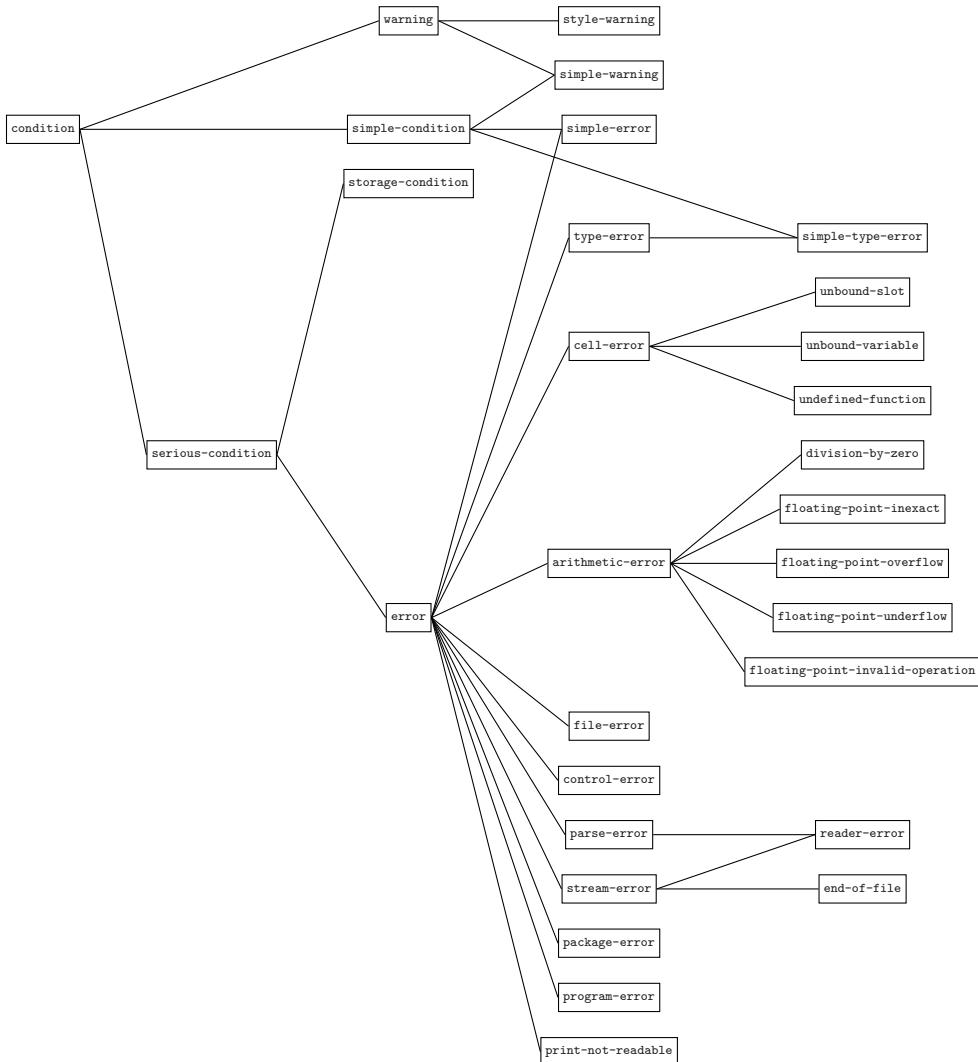 warning
style-warning
simple-warning
condition
simple-condition
simple-error
storage-condition
type-error
simple-type-error
unbound-slot
cell-error
unbound-variable
undefined-function
serious-condition
division-by-zero
floating-point-inexact
arithmetic-error
floating-point-overflow
error
floating-point-underflow
floating-point-invalid-operation
file-error
control-error
parse-error
reader-error
stream-error
end-of-file
package-error
program-error
print-not-readable